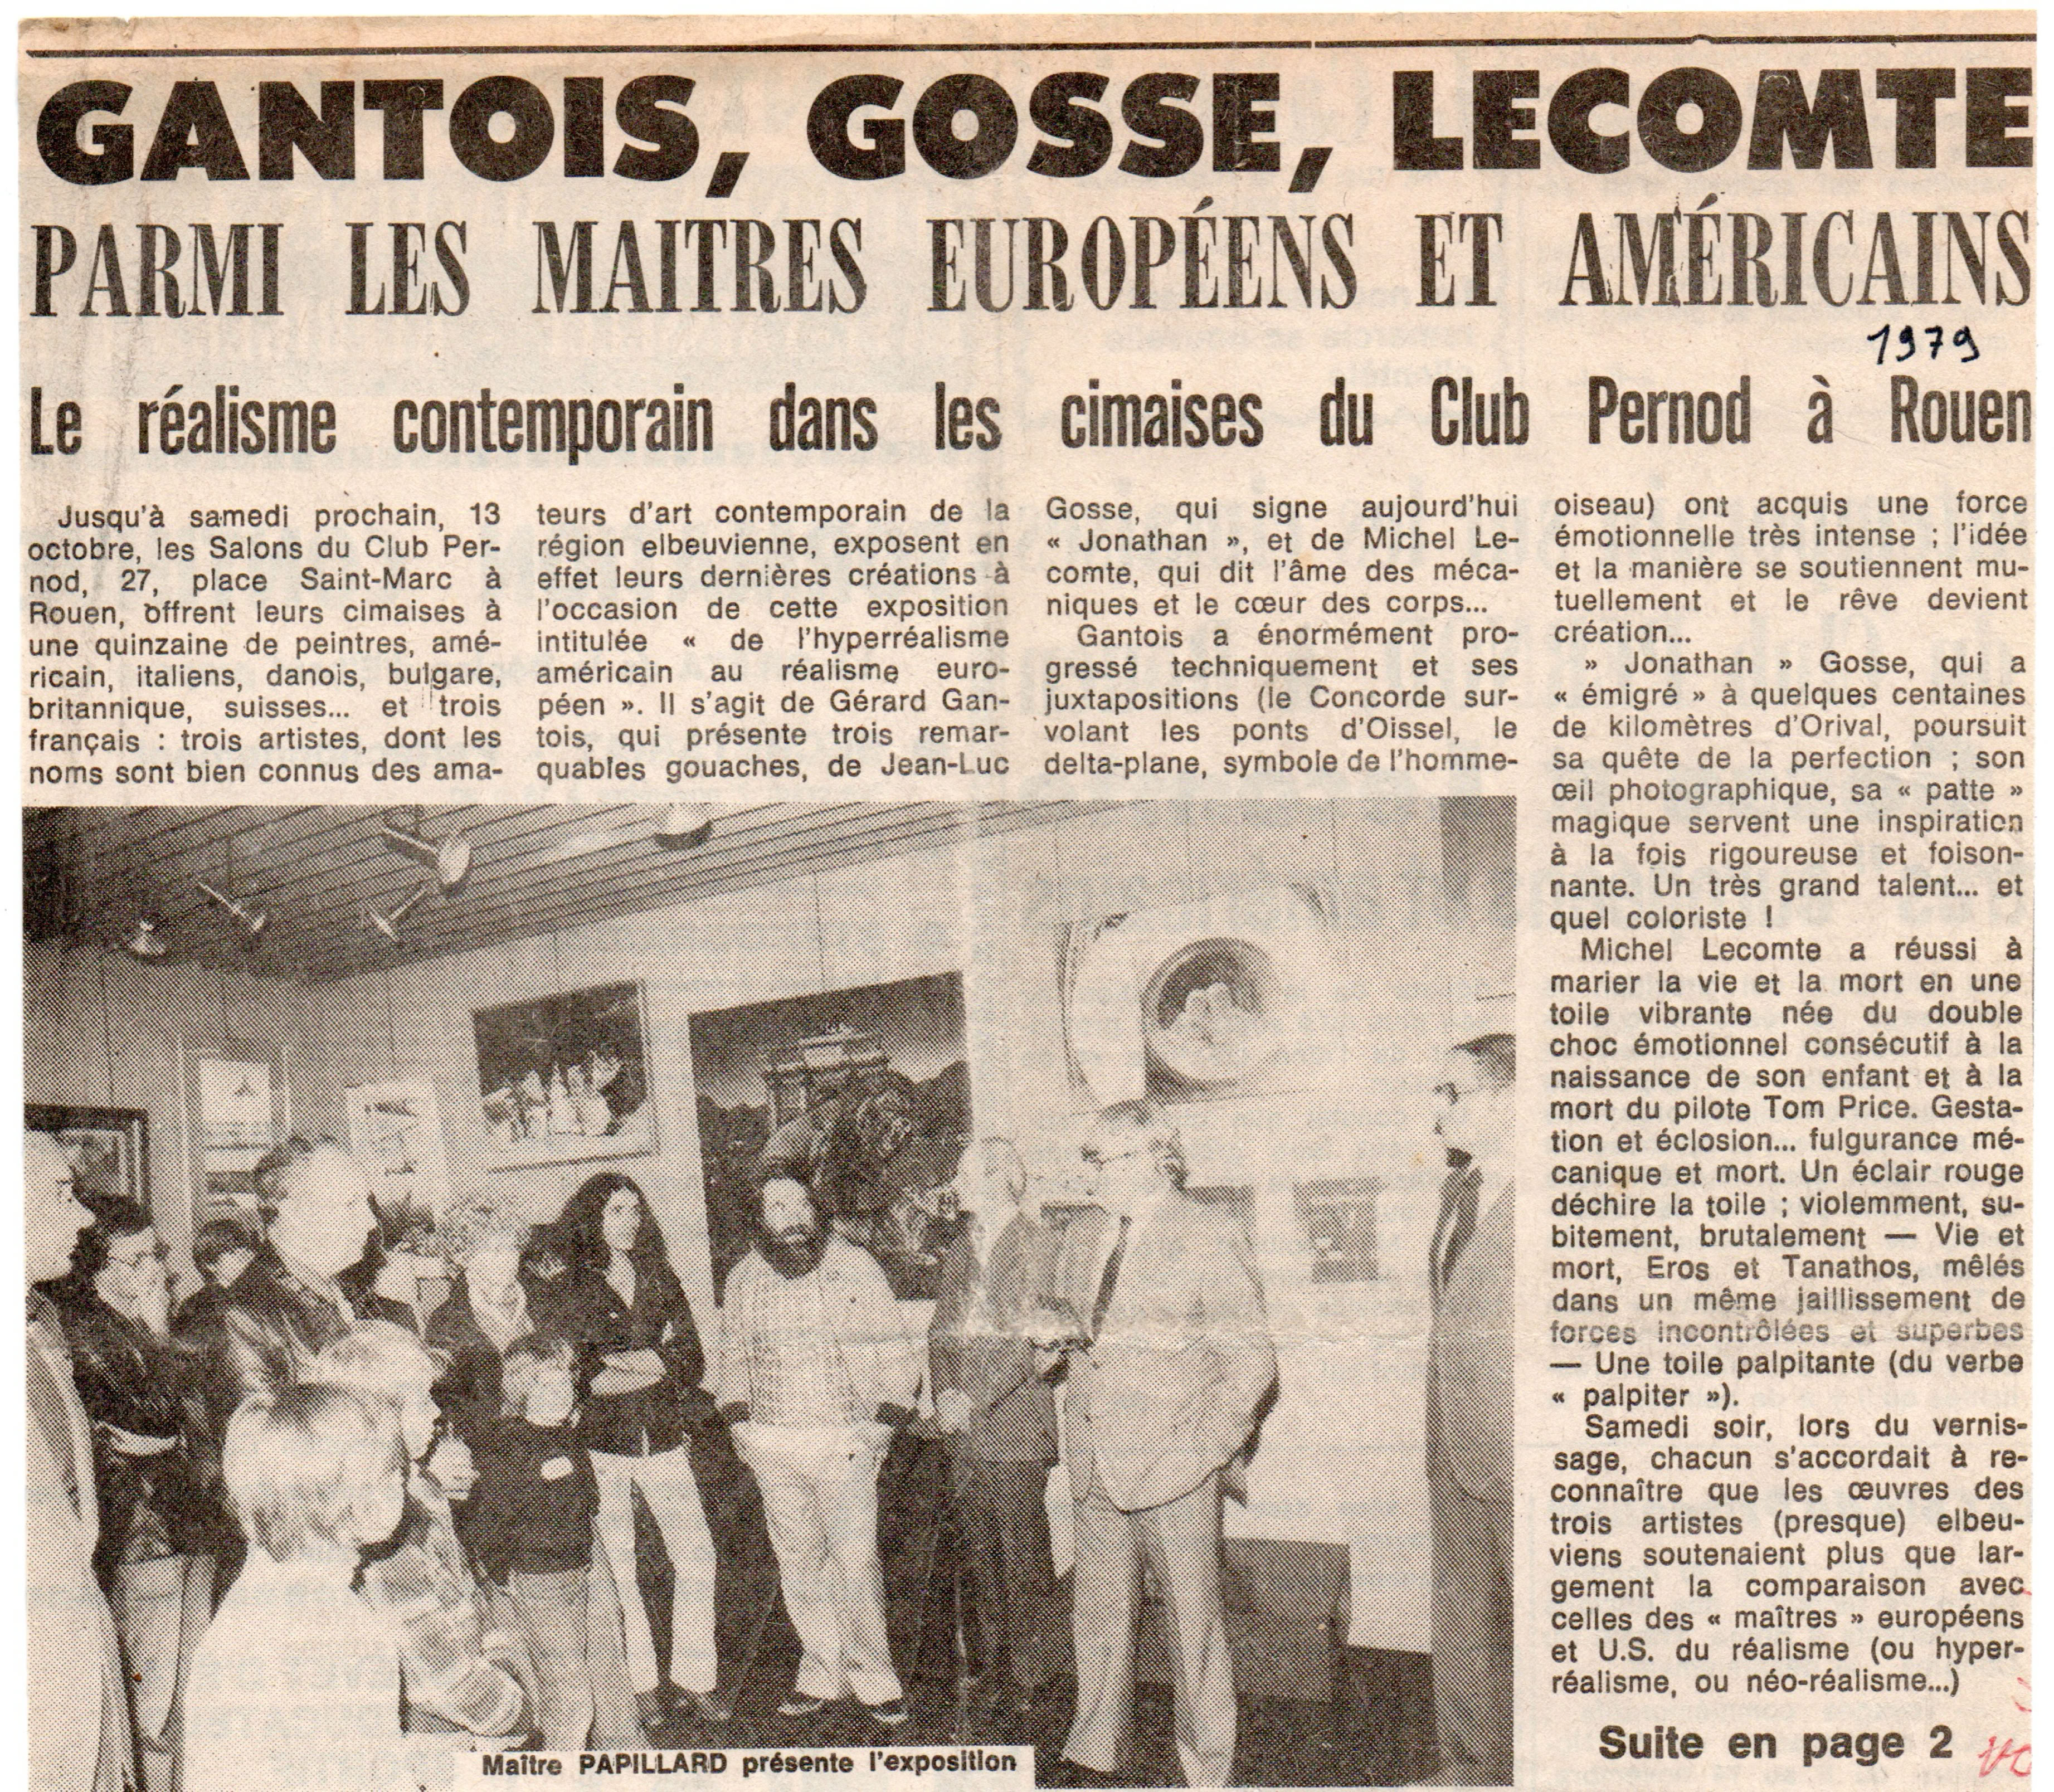 GANTOIS, GOSSE, LECOMTE
PARMI LES MAITRES EUROPÉENS ET AMÉRICAINS
1979
Le réalisme contemporain dans les cimaises du Club Pernod à Rouen
Jusqu'à samedi prochain, 13
octobre, les Salons du Club Per-
nod, 27, place Saint-Marc à
Rouen, offrent leurs cimaises à
une quinzaine de peintres, amé-
ricain, italiens, danois, bulgare,
britannique, suisses... et trois
français : trois artistes, dont les
noms sont bien connus des ama-
teurs d'art contemporain de la
région elbeuvienne, exposent en
effet leurs dernières créations à
l'occasion de cette exposition
intitulée « de l'hyperréalisme
américain au réalisme euro-
péen ». Il s'agit de Gérard Gan-
tois, qui présente trois remar-
quables gouaches, de Jean-Luc
Gosse, qui signe aujourd'hui
« Jonathan », et de Michel Le-
comte, qui dit l'âme des méca-
niques et le cœur des corps...
Gantois a énormément pro-
gressé techniquement et ses
juxtapositions (le Concorde sur-
volant les ponts d'Oissel, le
delta-plane, symbole de l'homme-
oiseau) ont acquis une force
émotionnelle très intense ; l'idée
et la manière se soutiennent mu-
tuellement et le rêve devient
création...
» Jonathan » Gosse, qui a
« émigré » à quelques centaines
de kilomètres d'Orival, poursuit
sa quête de la perfection ; son
œil photographique, sa « patte »
magique servent une inspiration
à la fois rigoureuse et foison-
nante. Un très grand talent... et
quel coloriste !
Michel Lecomte a réussi à
marier la vie et la mort en une
toile vibrante née du double
choc émotionnel consécutif à la
naissance de son enfant et à la
mort du pilote Tom Price. Gesta-
tion et éclosion... fulgurance mé-
canique et mort. Un éclair rouge
déchire la toile ; violemment, su-
bitement, brutalement — Vie et
mort, Eros et Tanathos, mêlés
dans un même jaillissement de
forces incontrôlées et superbes
— Une toile palpitante (du verbe
« palpiter »).
Samedi soir, lors du vernis-
sage, chacun s'accordait à re-
connaître que les œuvres des
trois artistes (presque) elbeu-
viens soutenaient plus que lar-
gement la comparaison avec
celles des « maîtres » européens
et U.S. du réalisme (ou hyper-
réalisme, ou néo-réalisme...)
Suite en page 2
Maître PAPILLARD présente l'exposition